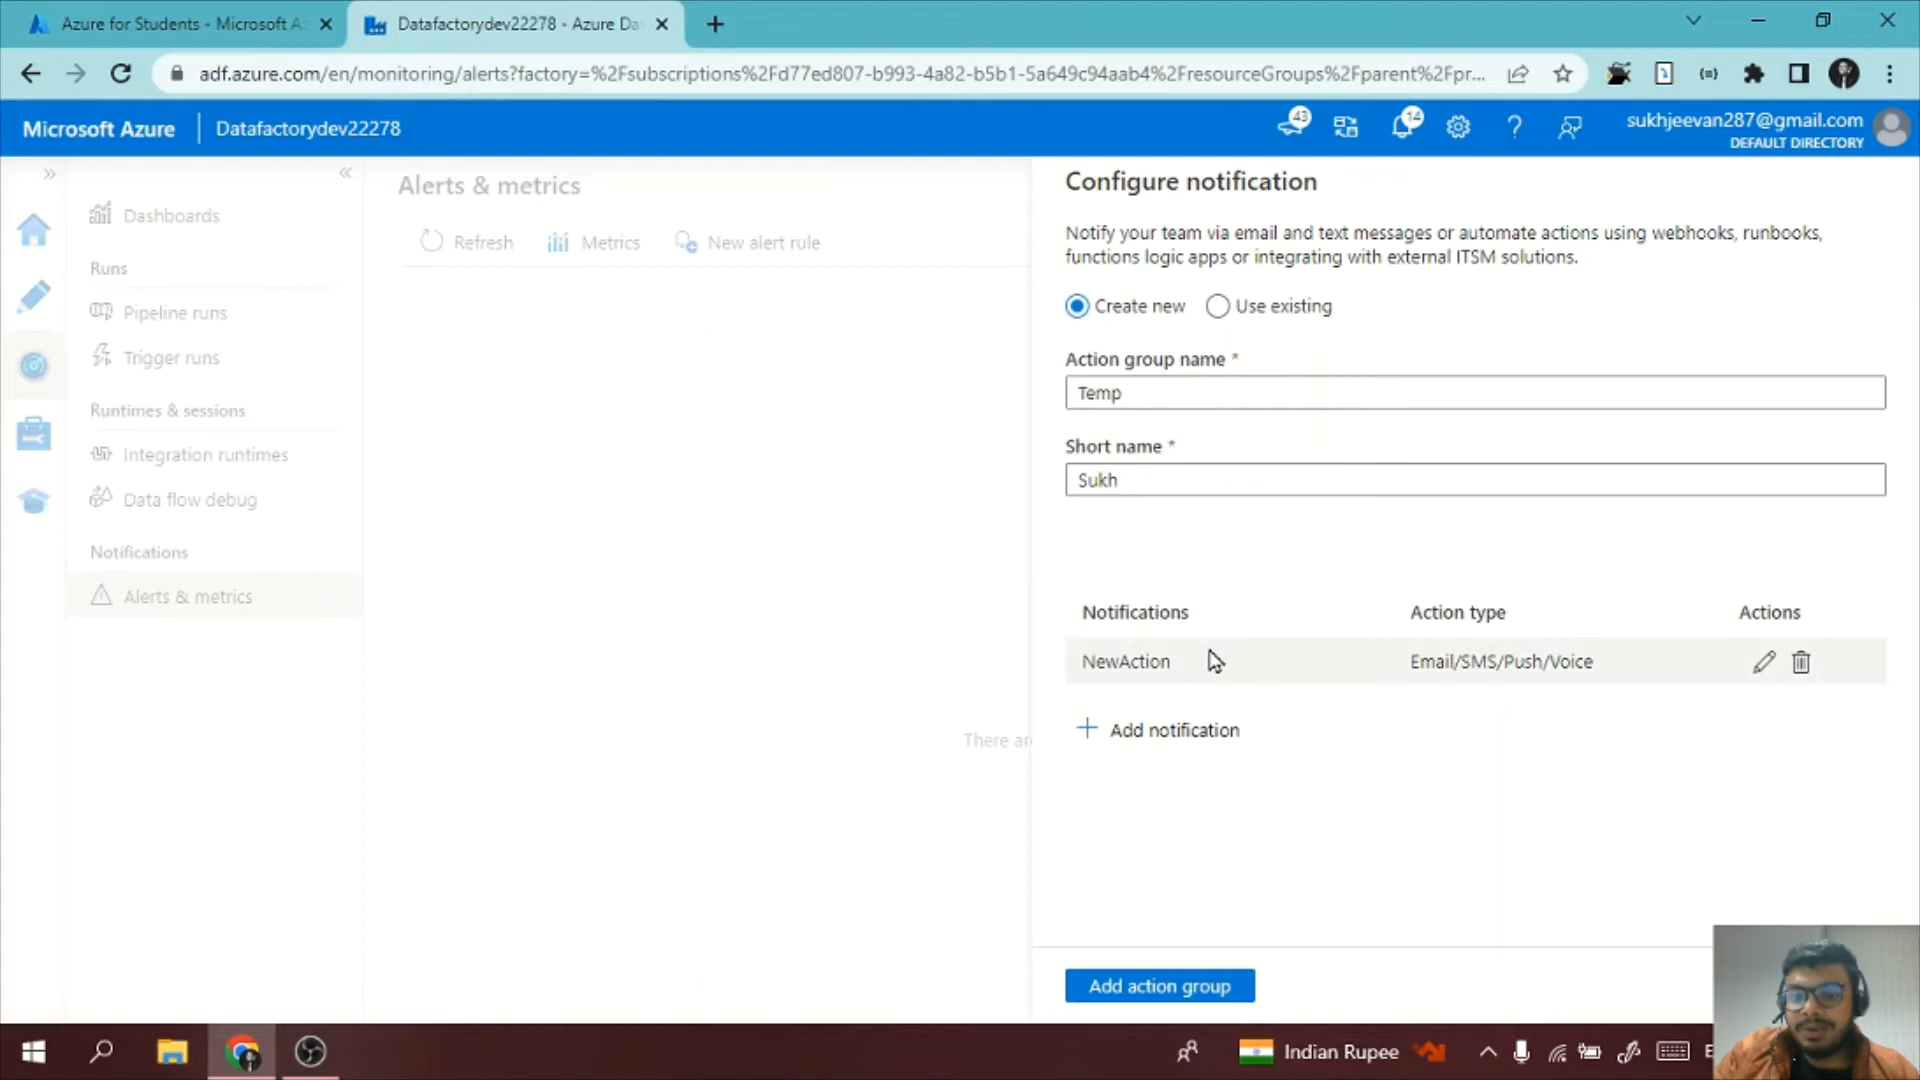 Azure for Students - Microsoft A
Datafactorydev22278 - Azure Da
adf.azure.com/en/monitoring/alerts?factory=%2Fsubscriptions%2Fd77ed807-b993-4a82-b5b1-5a649c94aab4%2FresourceGroups%2Fparent%2Fpr...
Microsoft Azure
Datafactorydev22278
43
14
sukhjeevan287@gmail.com
DEFAULT DIRECTORY
Dashboards
Runs
Pipeline runs
Trigger runs
Runtimes & sessions
Integration runtimes
Data flow debug
Notifications
Alerts & metrics
Alerts & metrics
Refresh
Metrics
New alert rule
There are
Configure notification
Notify your team via email and text messages or automate actions using webhooks, runbooks,
functions logic apps or integrating with external ITSM solutions.
Create new
Use existing
Action group name *
Temp
Short name *
Sukh
Notifications Action type Actions
NewAction Email/SMS/Push/Voice
Add notification
Add action group
Indian Rupee